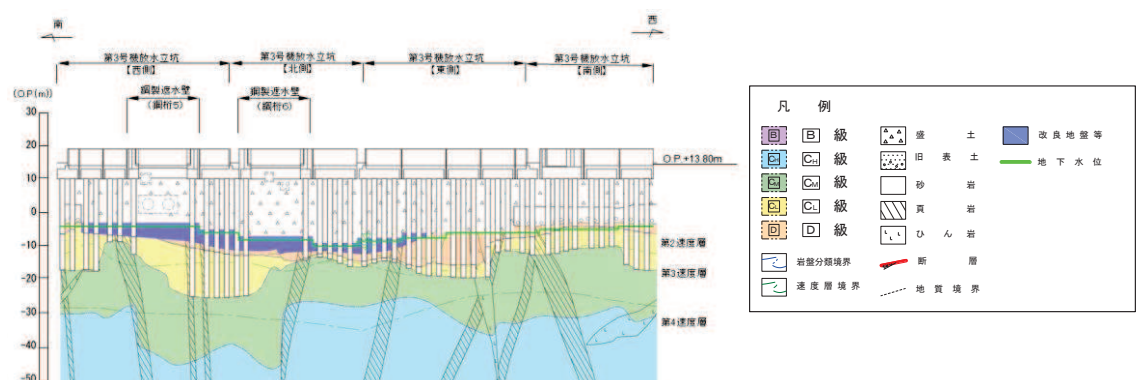 南
西
第3号機放水立坑
【西側】
第3号機放水立坑
【北側】
第3号機放水立坑
【東側】
第3号機放水立坑
【南側】
鋼製遮水壁
(鋼桁5)
鋼製遮水壁
(鋼桁6)
(O.P(m))
30
20
10
0
-10
-20
-30
-40
-50
O.P.+13.80m
第2速度層
第3速度層
第4速度層
凡 例
B B 級
CH CH 級
CM CM 級
CL CL 級
D D 級
岩盤分類境界
速度層境界
盛 土
旧 表 土
砂 岩
頁 岩
ひ ん 岩
断 層
地 質 境 界
改 良 地 盤 等
地 下 水 位